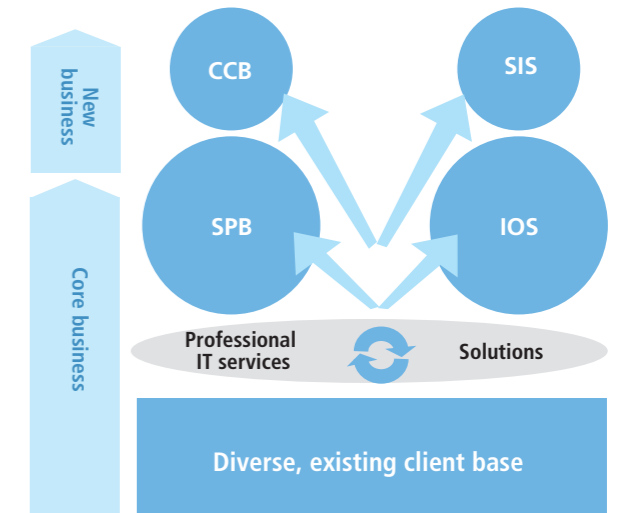 New
business
CCB
SIS
Core business
SPB
IOS
Professional
IT services
Solutions
Diverse, existing client base